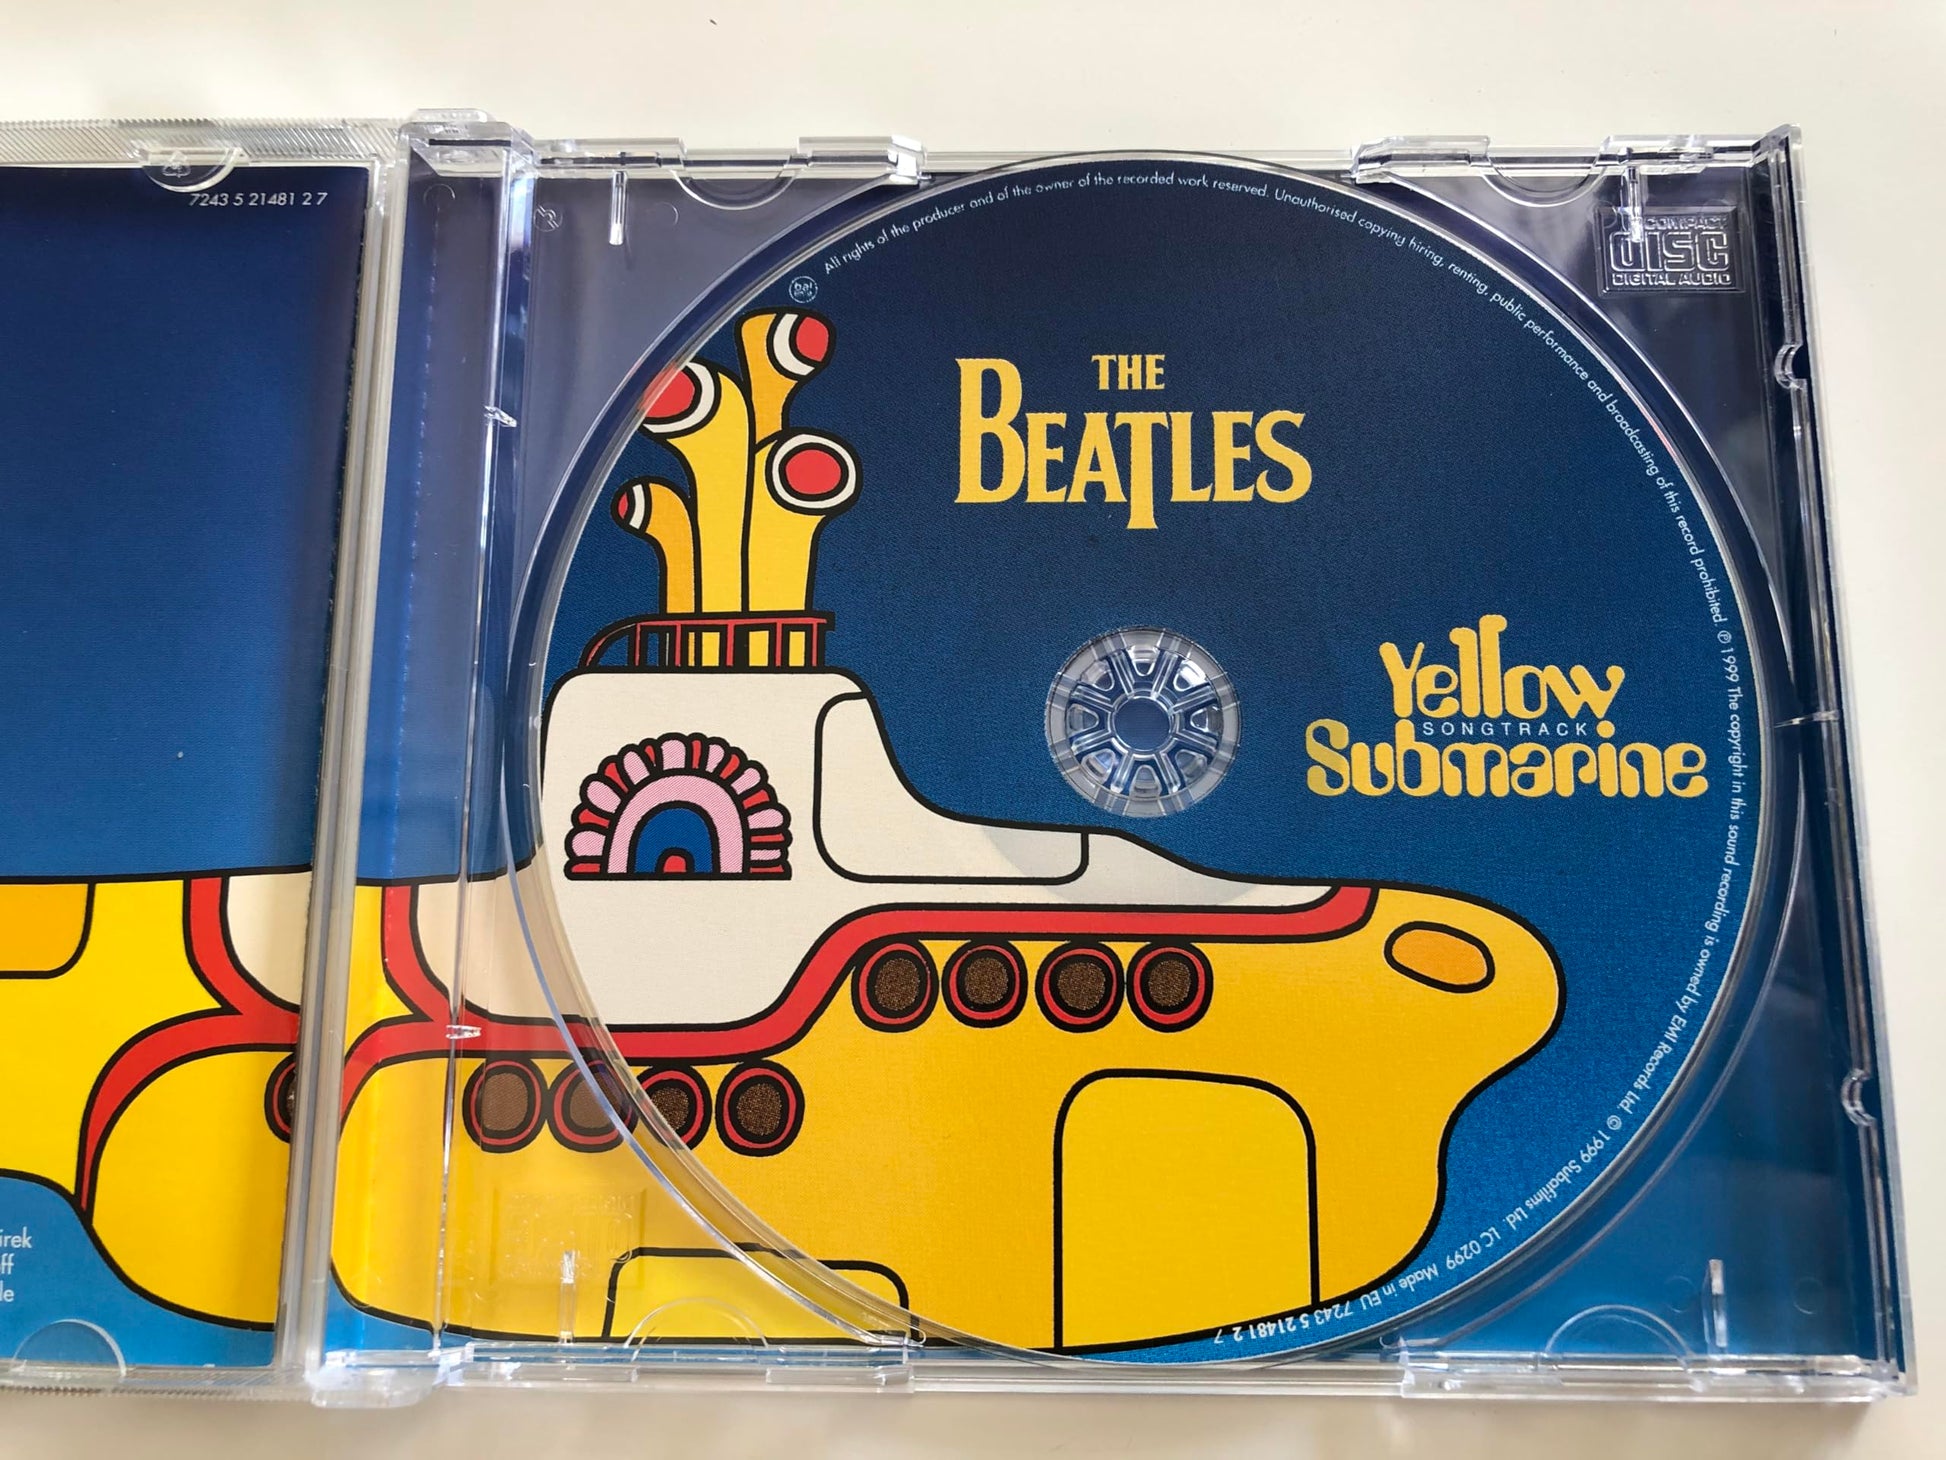 7243 5 21481 2 7
irek
ff
le
COMPACT
DISC
DIGITAL AUDIO
THE
BEATLES
Yellow
SONGTRACK
Submarine
All rights of the producer and of the owner of the recorded work reserved. Unauthorised copying hiring, renting, public performance and broadcasting of this record prohibited. ℗ 1999 The copyright in this sound recording is owned by EMI Records Ltd. © 1999 Subafilms Ltd. LC 0299 Made in EU 7243 5 21481 2 7